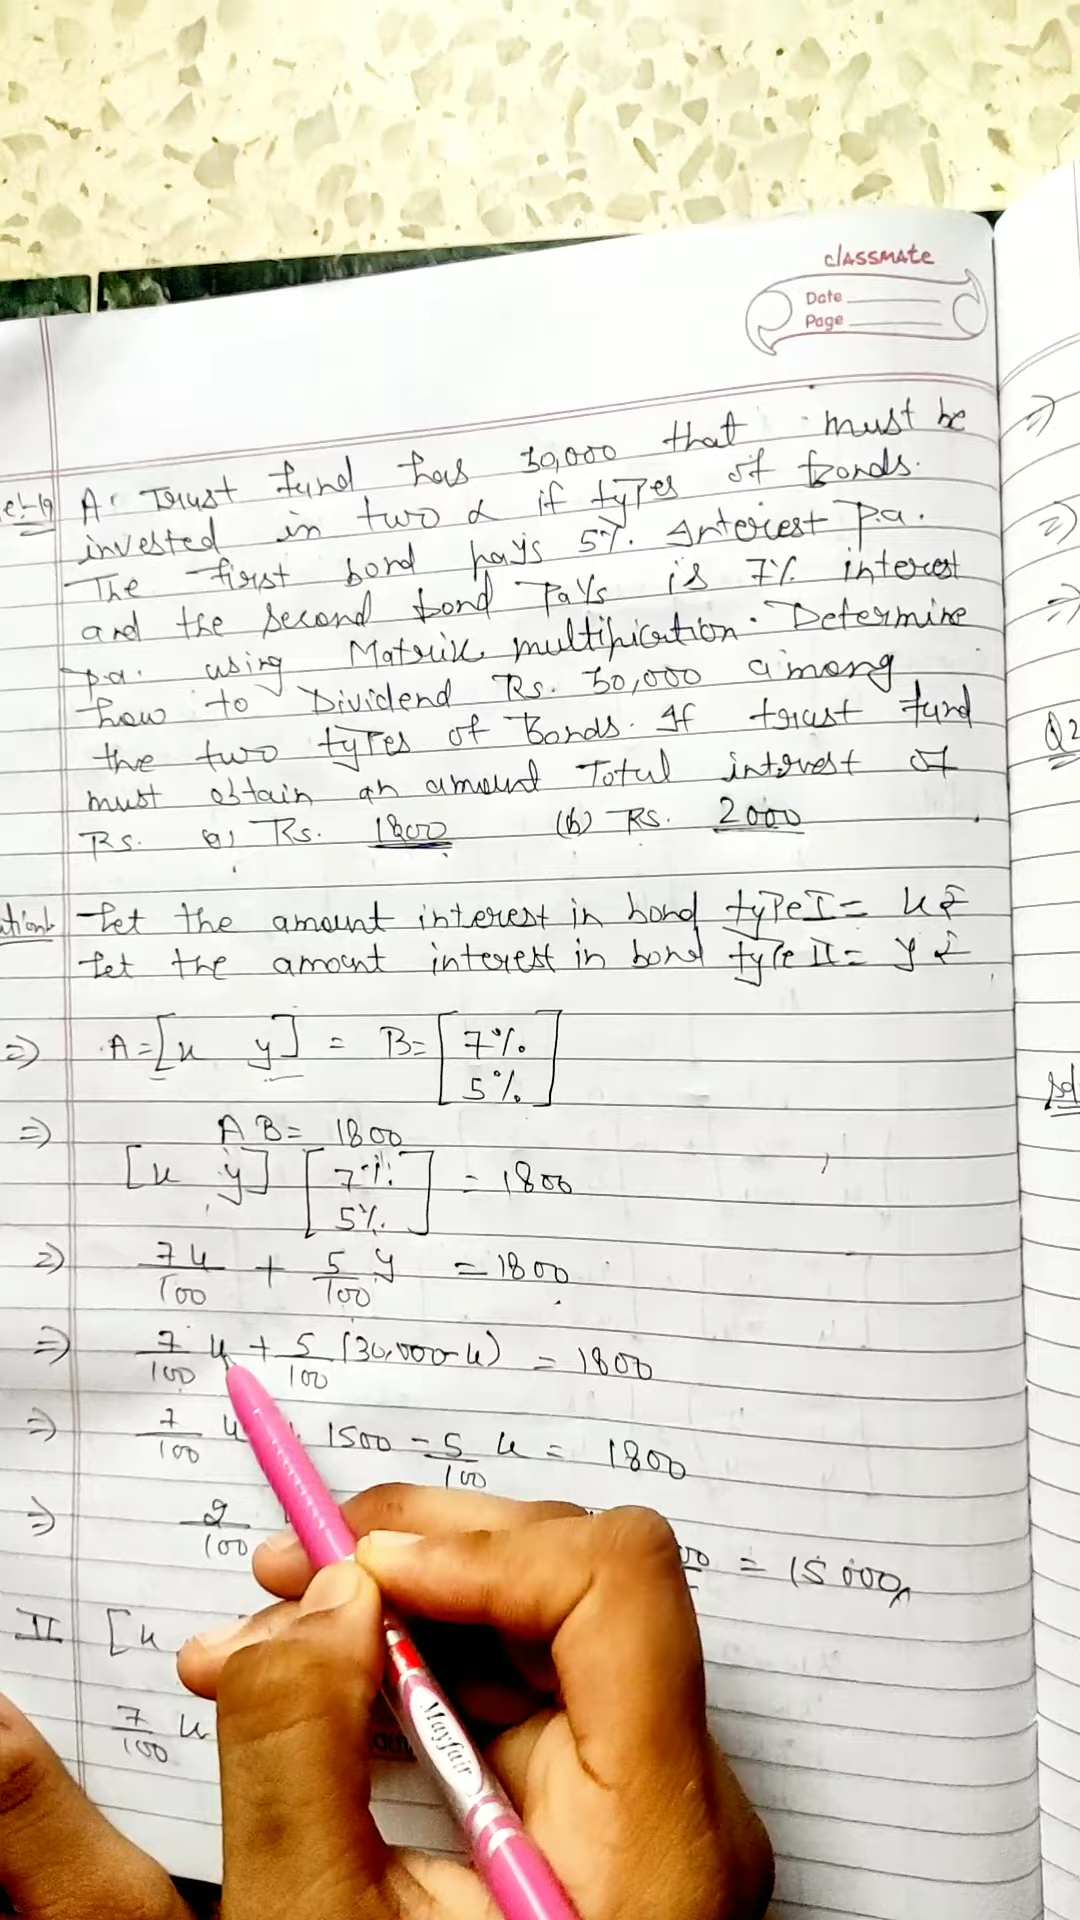 classmate
Date
Page
A. Trust fund has 30,000 that must be
invested in two α if types of bonds.
The first bond pays 5% Interest p.a.
and the second bond Pays is 7% interest
p.a. using Matrix multiplication. Determine
how to Dividend Rs. 30,000 among
the two types of Bonds. If trust fund
must obtain an amount Total interest of
Rs. a) Rs. 1800 (b) Rs. 2000
Let the amount interest in bond type I = x ₹
Let the amount interest in bond type II = y ₹
=> A = [x y] = B = [7% 5%]
=> AB = 1800
[x y] [7% 5%] = 1800
=> 7x/100 + 5/100 y = 1800
=> 7/100 x + 5/100 (30,000-x) = 1800
=> 7/100 x 1500 - 5/100 x = 1800
=> 2/100 = 15000
II [x
7/100 x
Q2
Mayfair